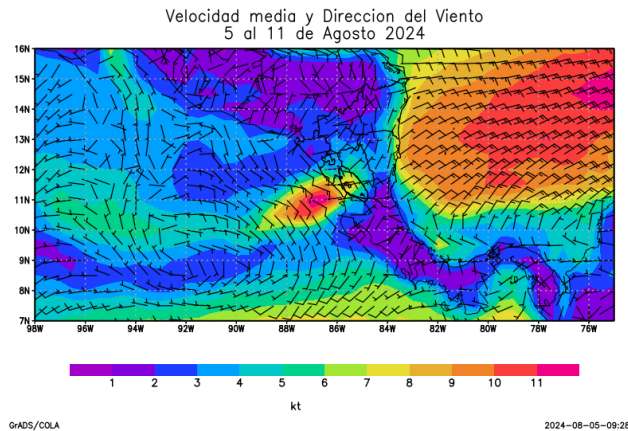 Velocidad media y Direccion del Viento
5 al 11 de Agosto 2024
16N
15N
14N
13N
12N
11N
10N
9N
8N
7N
98W 96W 94W 92W 90W 88W 86W 84W 82W 80W 78W 76W
1 2 3 4 5 6 7 8 9 10 11
kt
GrADS/COLA 2024-08-05-09:28